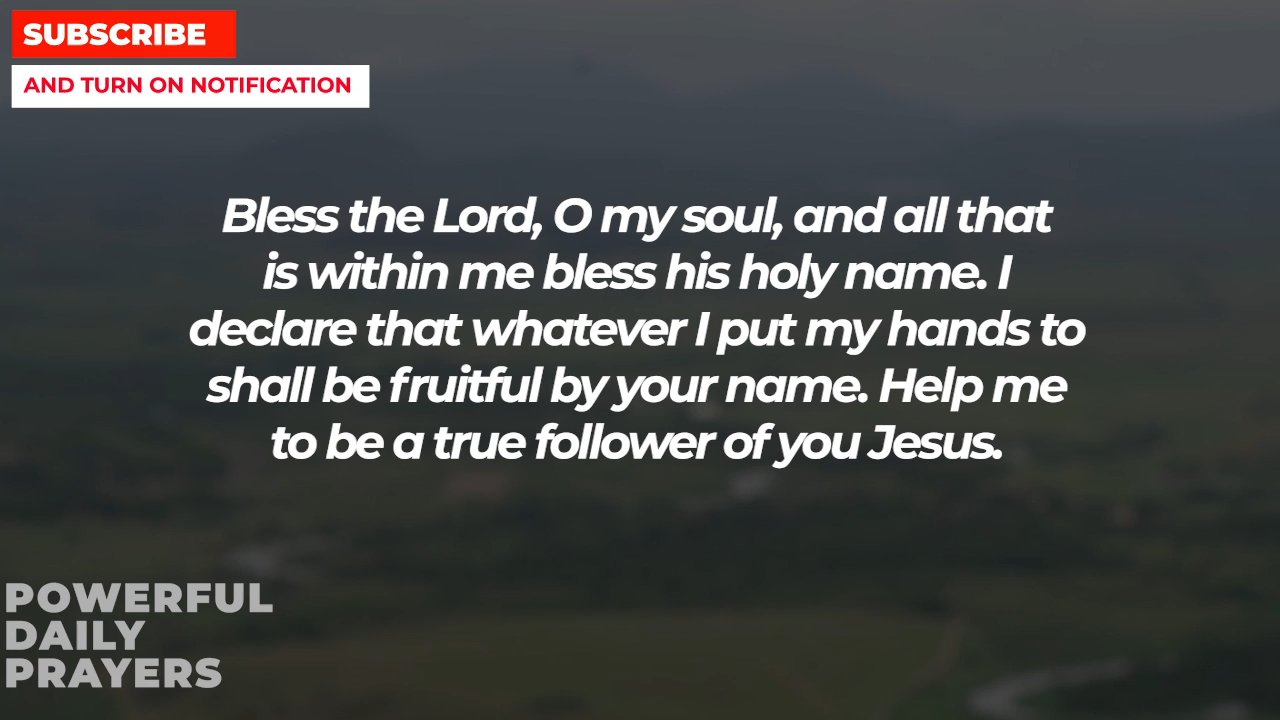 SUBSCRIBE
AND TURN ON NOTIFICATION
Bless the Lord, O my soul, and all that
is within me bless his holy name. I
declare that whatever I put my hands to
shall be fruitful by your name. Help me
to be a true follower of you Jesus.
POWERFUL
DAILY
PRAYERS